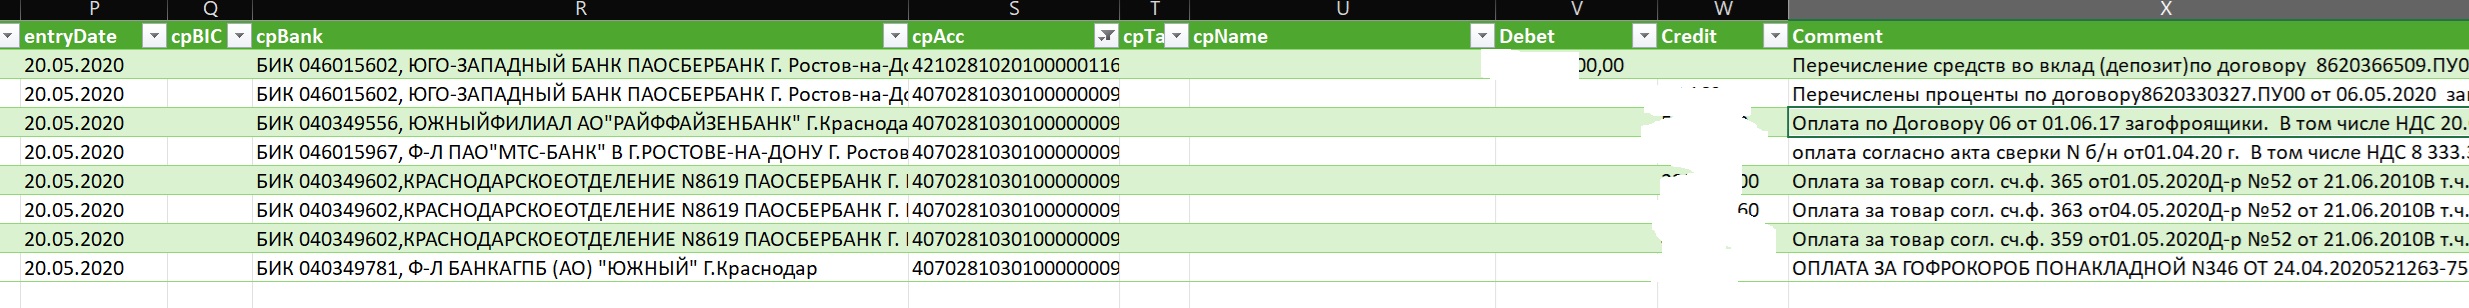 P Q R S T U V W X
entryDate cpBIC cpBank cpAcc cpTa cpName Debet Credit Comment
20.05.2020 БИК 046015602, ЮГО-ЗАПАДНЫЙ БАНК ПАОСБЕРБАНК Г. Ростов-на-До 42102810201000000116 00,00 Перечисление средств во вклад (депозит)по договору 8620366509.ПУ0
20.05.2020 БИК 046015602, ЮГО-ЗАПАДНЫЙ БАНК ПАОСБЕРБАНК Г. Ростов-на-До 40702810301000000009 Перечислены проценты по договору8620330327.ПУ00 от 06.05.2020 за
20.05.2020 БИК 040349556, ЮЖНЫЙФИЛИАЛ АО"РАЙФФАЙЗЕНБАНК" Г.Краснода 40702810301000000009 Оплата по Договору 06 от 01.06.17 загофроящики. В том числе НДС 20.
20.05.2020 БИК 046015967, Ф-Л ПАО"МТС-БАНК" В Г.РОСТОВЕ-НА-ДОНУ Г. Ростов 40702810301000000009 оплата согласно акта сверки N б/н от01.04.20 г. В том числе НДС 8 333.3
20.05.2020 БИК 040349602,КРАСНОДАРСКОЕОТДЕЛЕНИЕ N8619 ПАОСБЕРБАНК Г. 40702810301000000009 00 Оплата за товар согл. сч.ф. 365 от01.05.2020Д-р №52 от 21.06.2010В т.ч.
20.05.2020 БИК 040349602,КРАСНОДАРСКОЕОТДЕЛЕНИЕ N8619 ПАОСБЕРБАНК Г. 40702810301000000009 60 Оплата за товар согл. сч.ф. 363 от04.05.2020Д-р №52 от 21.06.2010В т.ч.
20.05.2020 БИК 040349602,КРАСНОДАРСКОЕОТДЕЛЕНИЕ N8619 ПАОСБЕРБАНК Г. 40702810301000000009 Оплата за товар согл. сч.ф. 359 от01.05.2020Д-р №52 от 21.06.2010В т.ч.
20.05.2020 БИК 040349781, Ф-Л БАНКАГПБ (АО) "ЮЖНЫЙ" Г.Краснодар 40702810301000000009 ОПЛАТА ЗА ГОФРОКОРОБ ПОНАКЛАДНОЙ N346 ОТ 24.04.2020521263-75